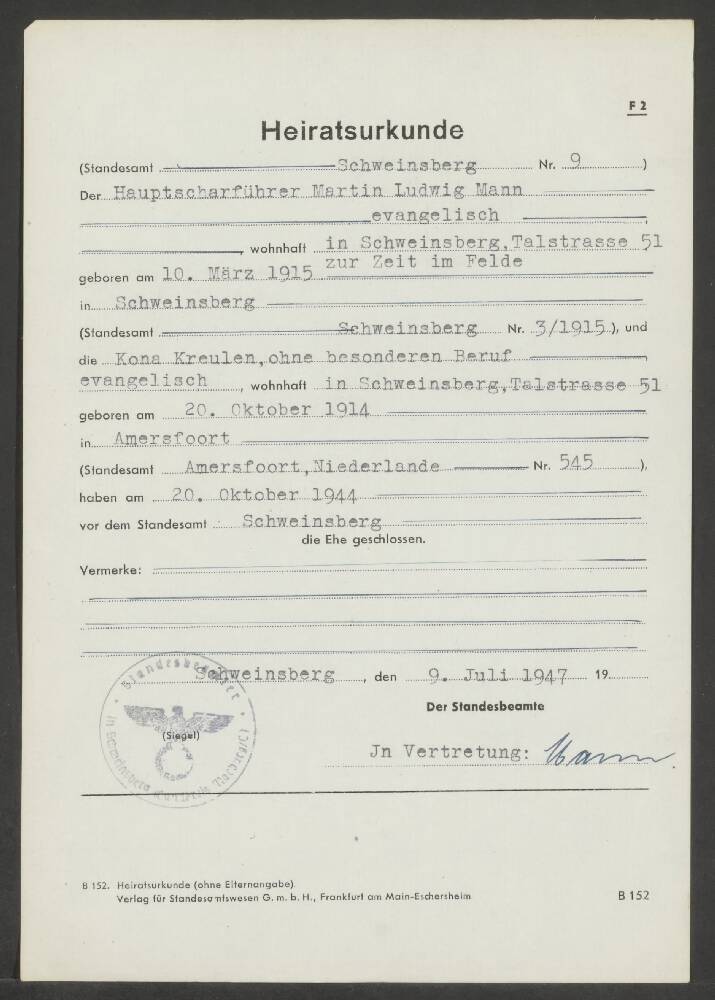 F 2
Heiratsurkunde
(Standesamt Schweinsberg Nr. 9 )
Der Hauptscharführer Martin Ludwig Mann
evangelisch ,
, wohnhaft in Schweinsberg,Talstrasse 51
zur Zeit im Felde
geboren am 10. März 1915
in Schweinsberg
(Standesamt Schweinsberg Nr. 3/1915 ), und
die Kona Kreulen,ohne besonderen Beruf
evangelisch , wohnhaft in Schweinsberg,Talstrasse 51
geboren am 20. Oktober 1914
in Amersfoort
(Standesamt Amersfoort,Niederlande Nr. 545 ),
haben am 20. Oktober 1944
vor dem Standesamt Schweinsberg
die Ehe geschlossen.
Vermerke:
Schweinsberg , den 9. Juli 1947 19
Der Standesbeamte
(Siegel)
Jn Vertretung:
B 152. Heiratsurkunde (ohne Elternangabe).
Verlag für Standesamtswesen G. m. b. H., Frankfurt am Main-Eschersheim B 152